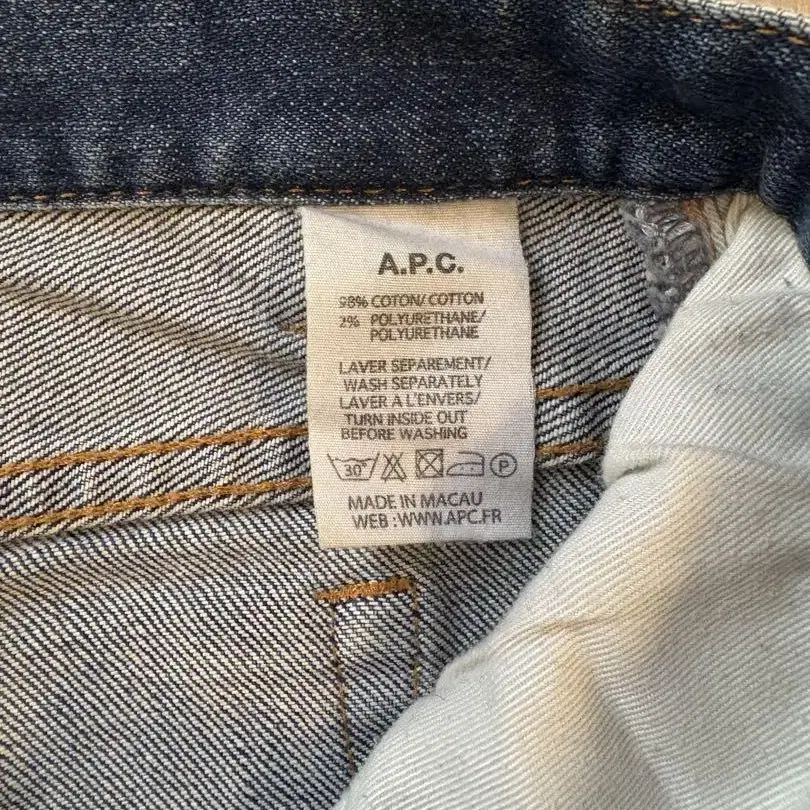 A.P.C.
98% COTON/COTTON
2% POLYURETHANE/
POLYURETHANE
LAVER SEPAREMENT/
WASH SEPARATELY
LAVER A L'ENVERS/
TURN INSIDE OUT
BEFORE WASHING
30° P
MADE IN MACAU
WEB :WWW.APC.FR